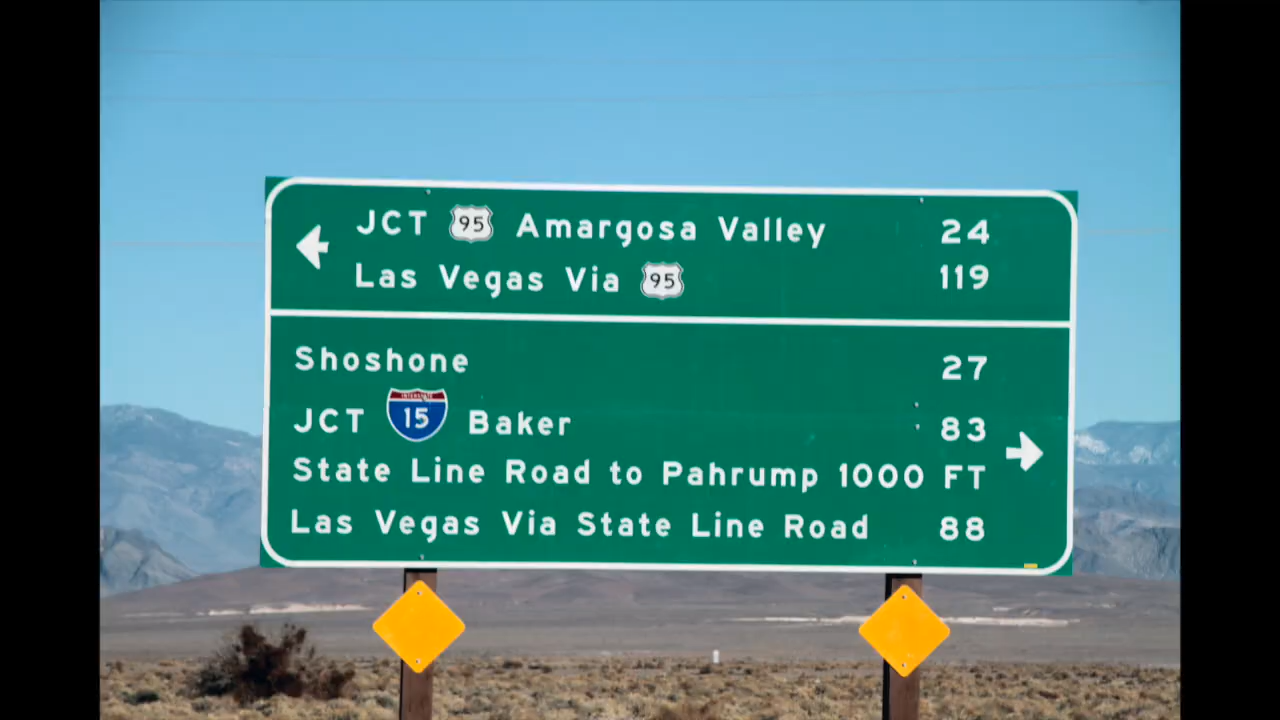 JCT 95 Amargosa Valley 24
Las Vegas Via 95 119
Shoshone 27
JCT INTERSTATE 15 Baker 83
State Line Road to Pahrump 1000 FT
Las Vegas Via State Line Road 88